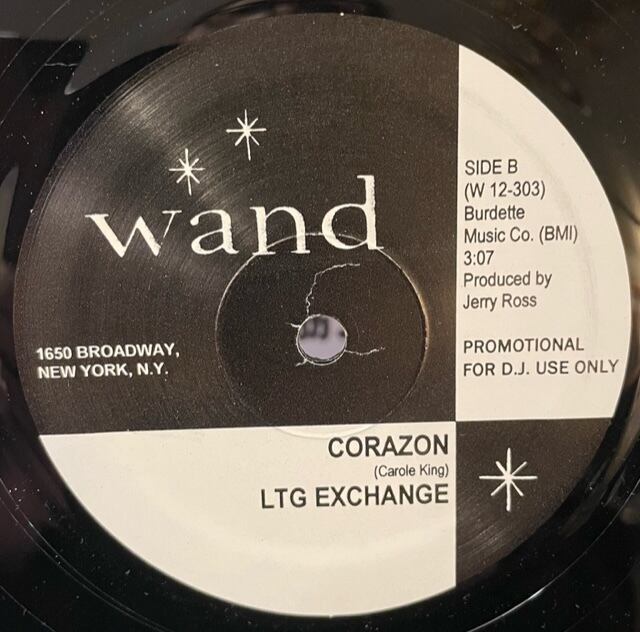 wand
SIDE B
(W 12-303)
Burdette
Music Co. (BMI)
3:07
Produced by
Jerry Ross
1650 BROADWAY,
NEW YORK, N.Y.
PROMOTIONAL
FOR D.J. USE ONLY
CORAZON
(Carole King)
LTG EXCHANGE